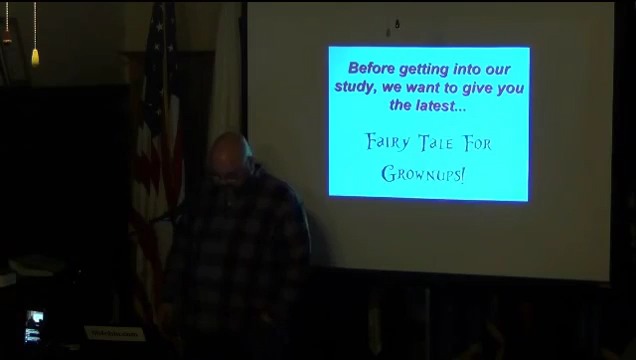 Before getting into our
study, we want to give you
the latest...
Fairy Tale For
Grownups!